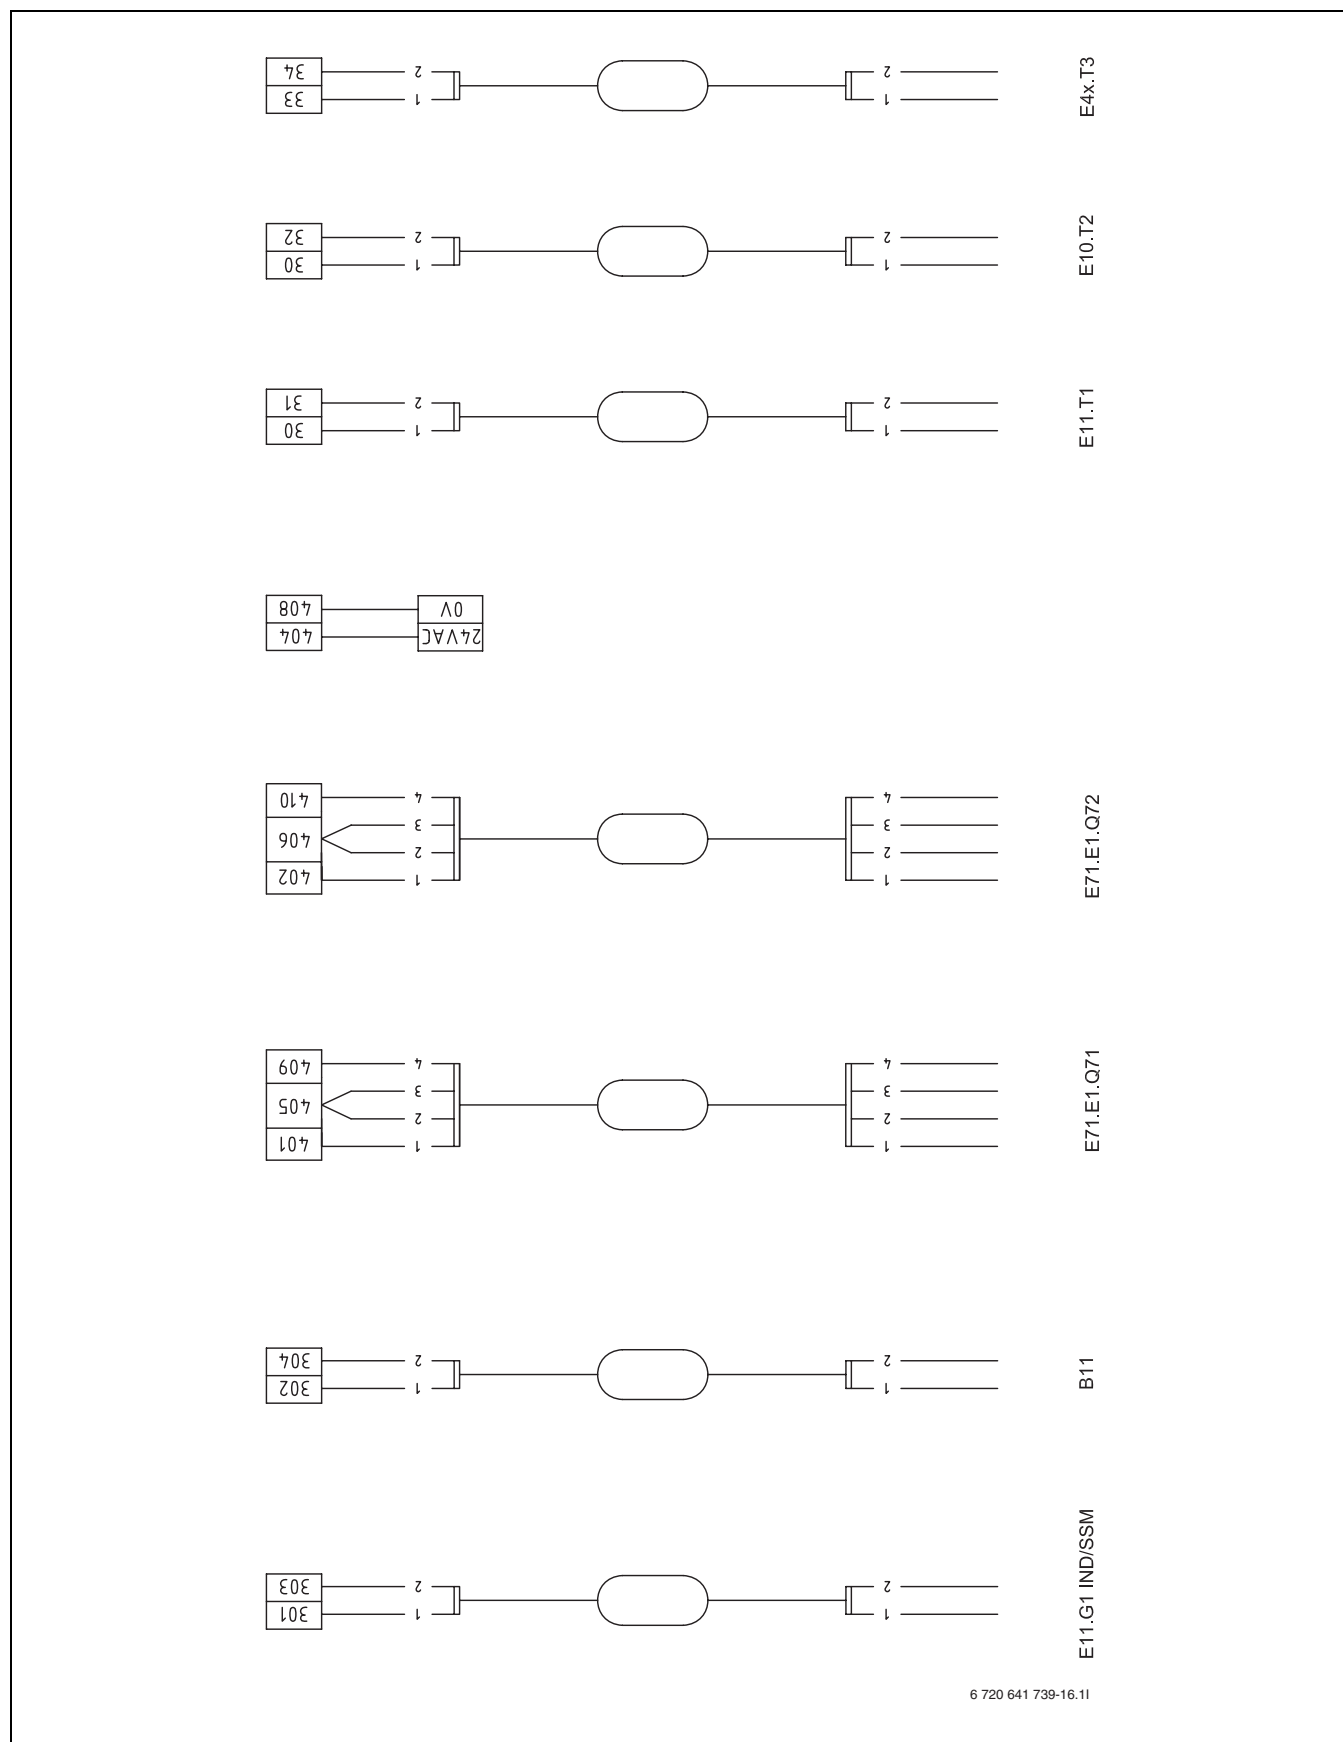 34 2 2
33 1 1
E4x.T3
32 2 2
30 1 1
E10.T2
31 2 2
30 1 1
E11.T1
408 0V
404 24VAC
410 4 4
406 3 3
2 2
402 1 1
E71.E1.Q72
409 4 4
405 3 3
2 2
401 1 1
E71.E1.Q71
304 2 2
302 1 1
B11
303 2 2
301 1 1
E11.G1 IND/SSM
6 720 641 739-16.1I